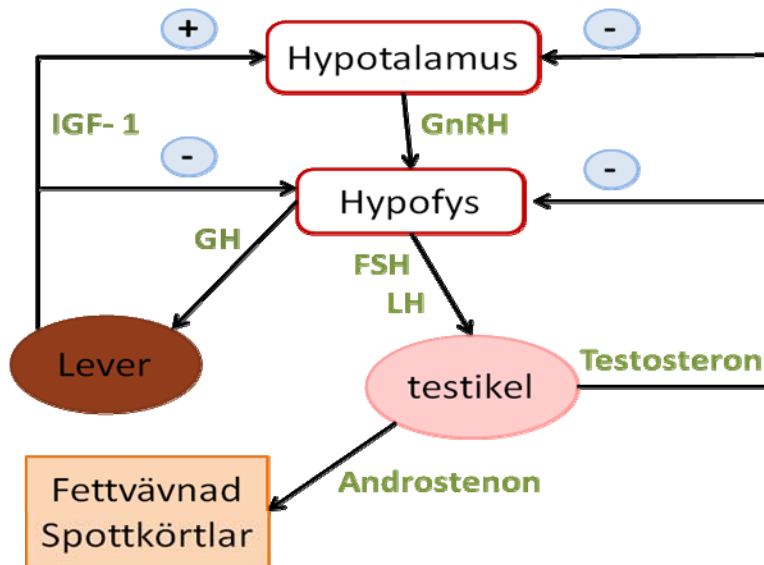 +
-
Hypotalamus
IGF- 1
GnRH
-
-
Hypofys
GH
FSH
LH
Lever
testikel
Testosteron
Androstenon
Fettvävnad
Spottkörtlar